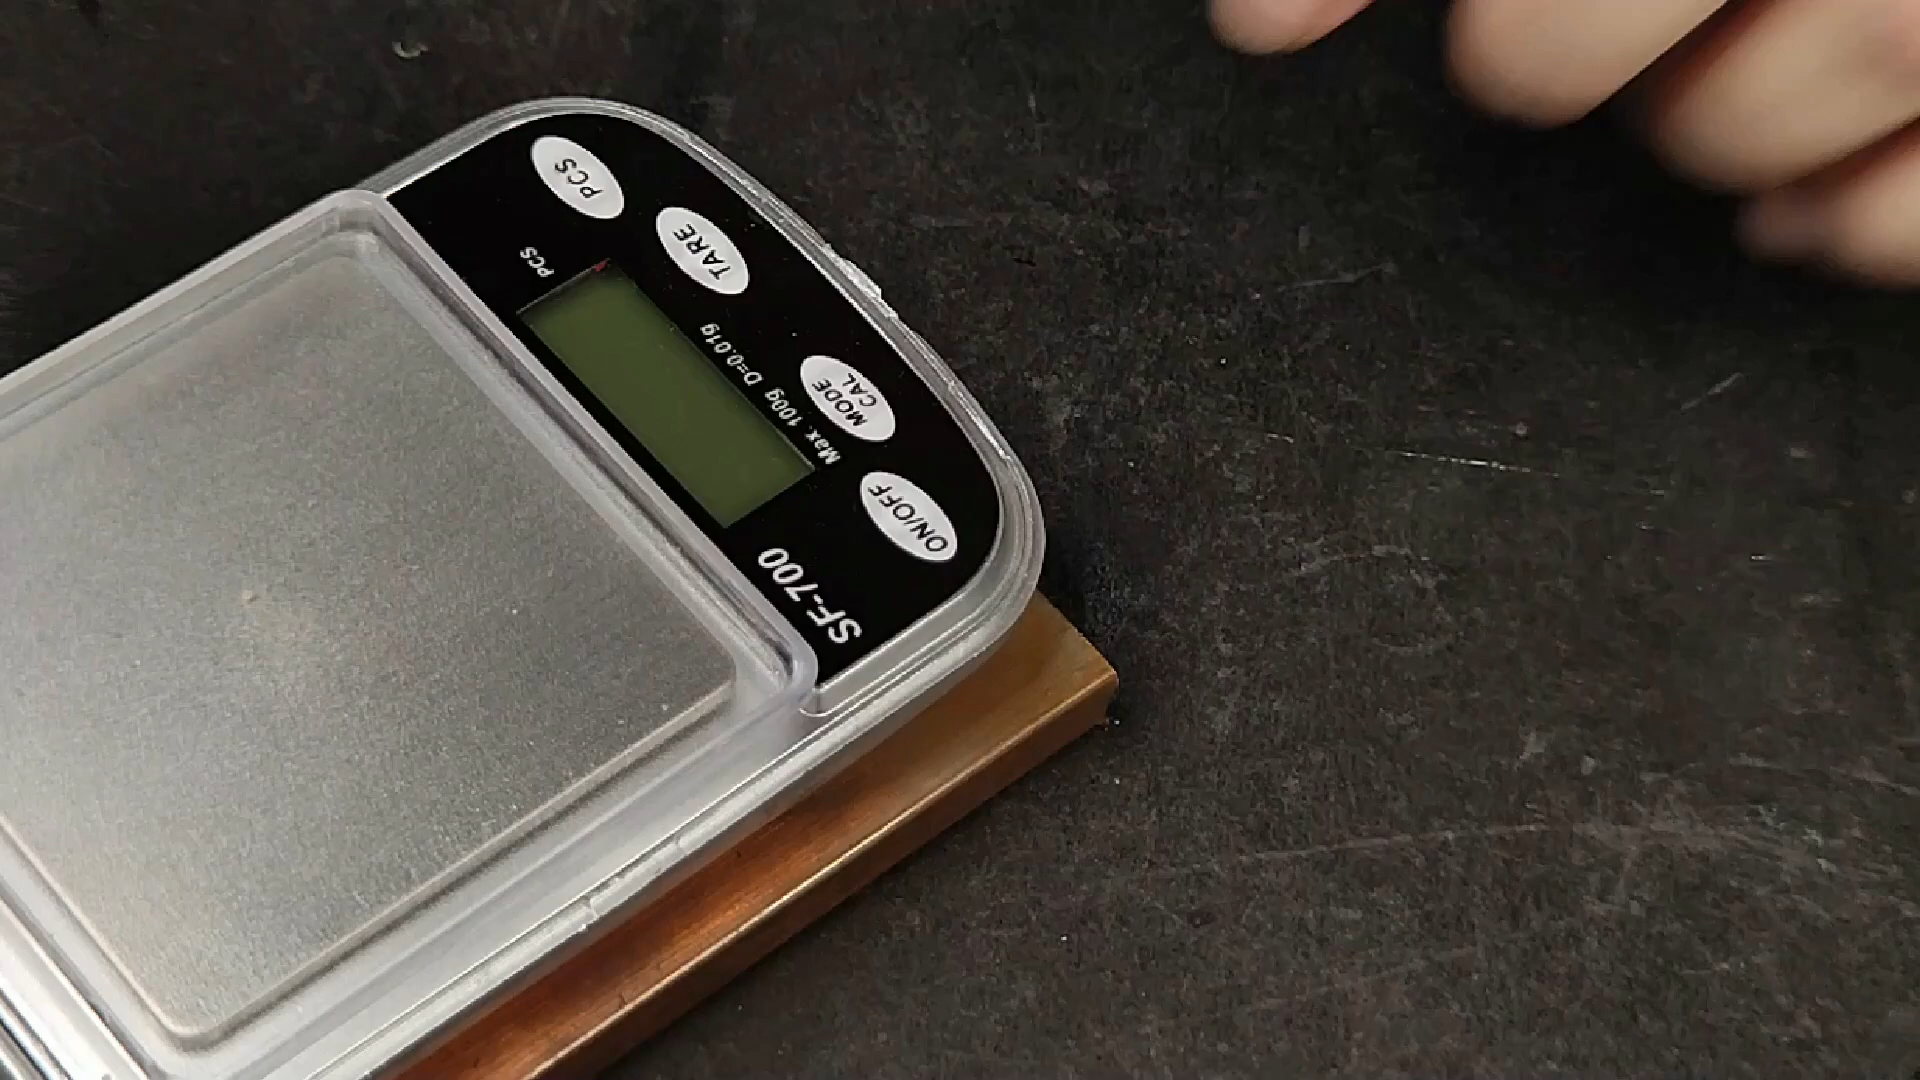 SF-700
ON/OFF
MODE
CAL
TARE
PCS
Max 100g D=0.01g
PCS